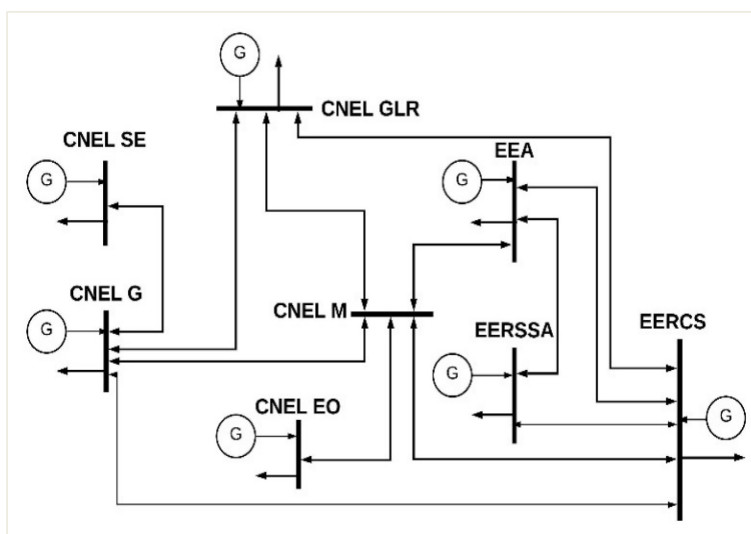 G
CNEL GLR
CNEL SE
EEA
G
G
CNEL G
CNEL M
EERSSA
EERCS
G
G
CNEL EO
G
G